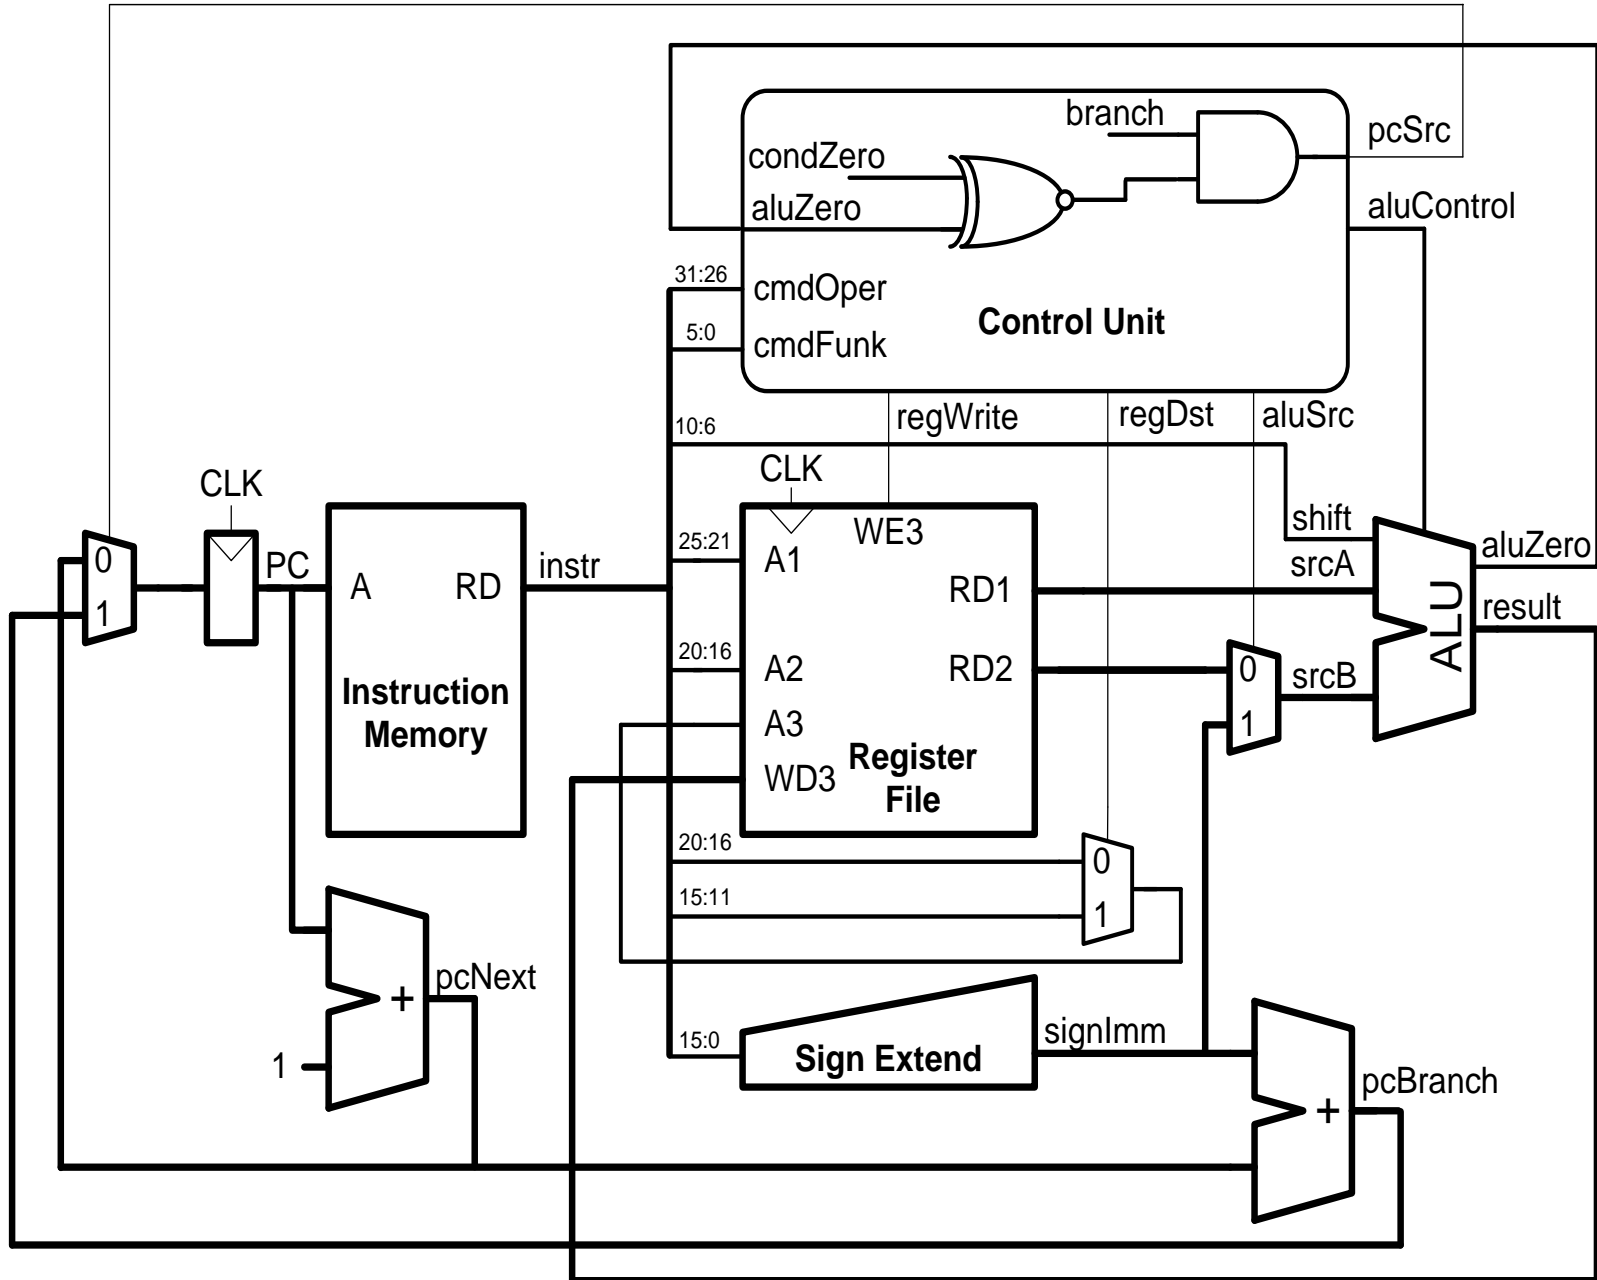 branch
pcSrc
condZero
aluZero
aluControl
31:26
cmdOper
Control Unit
5:0
cmdFunk
regWrite
regDst
aluSrc
10:6
CLK
CLK
shift
WE3
0
PC
instr
25:21
A1
srcA
aluZero
A
RD
RD1
1
result
ALU
20:16
A2
RD2
0
srcB
Instruction
Memory
A3
1
Register
File
WD3
20:16
0
15:11
1
pcNext
+
signImm
15:0
Sign Extend
1
pcBranch
+